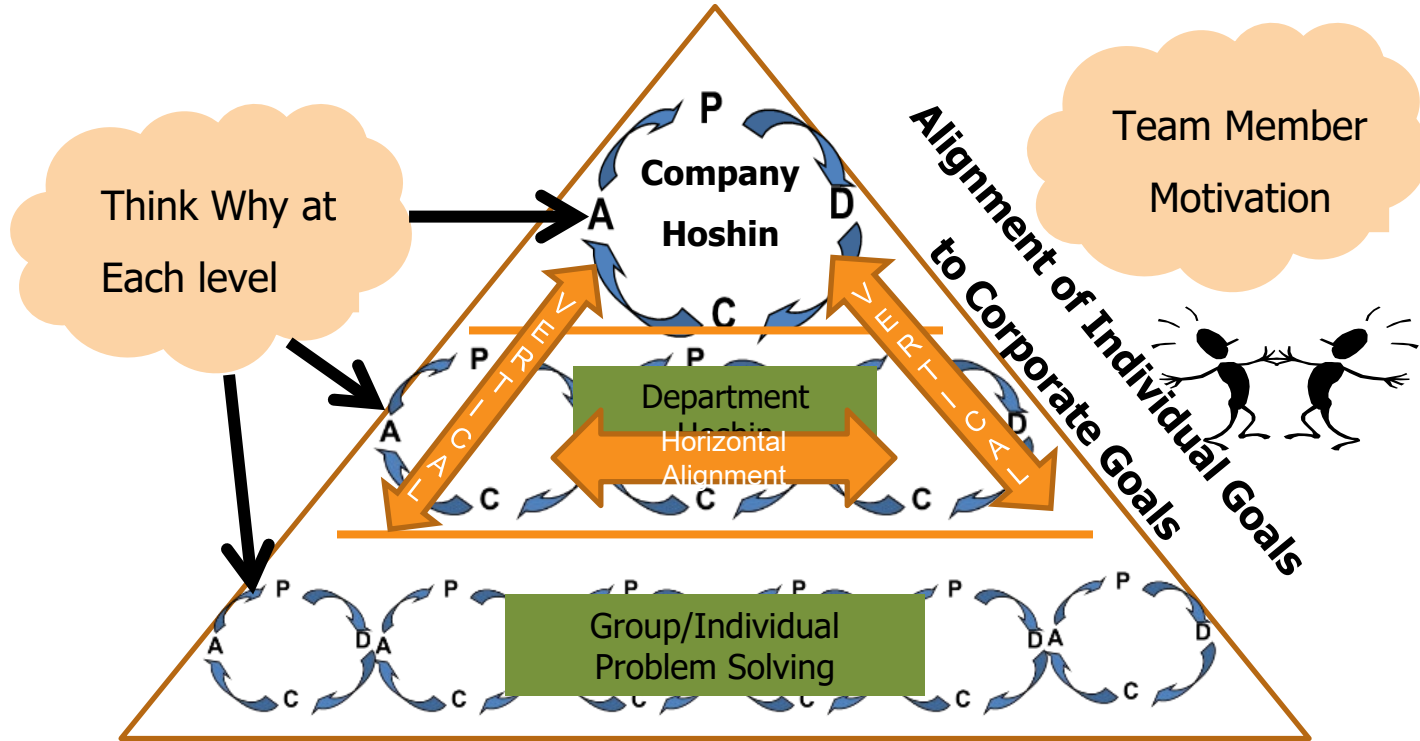 P
Company
Hoshin
A
D
C
Think Why at
Each level
Team Member
Motivation
Alignment of Individual Goals
to Corporate Goals
VERTICAL
VERTICAL
P
P
A
D
Department
Hoshin
Horizontal
Alignment
C
C
C
P
P
P
P
P
P
A
D
A
D
A
D
Group/Individual
Problem Solving
C
C
C
C
C
C